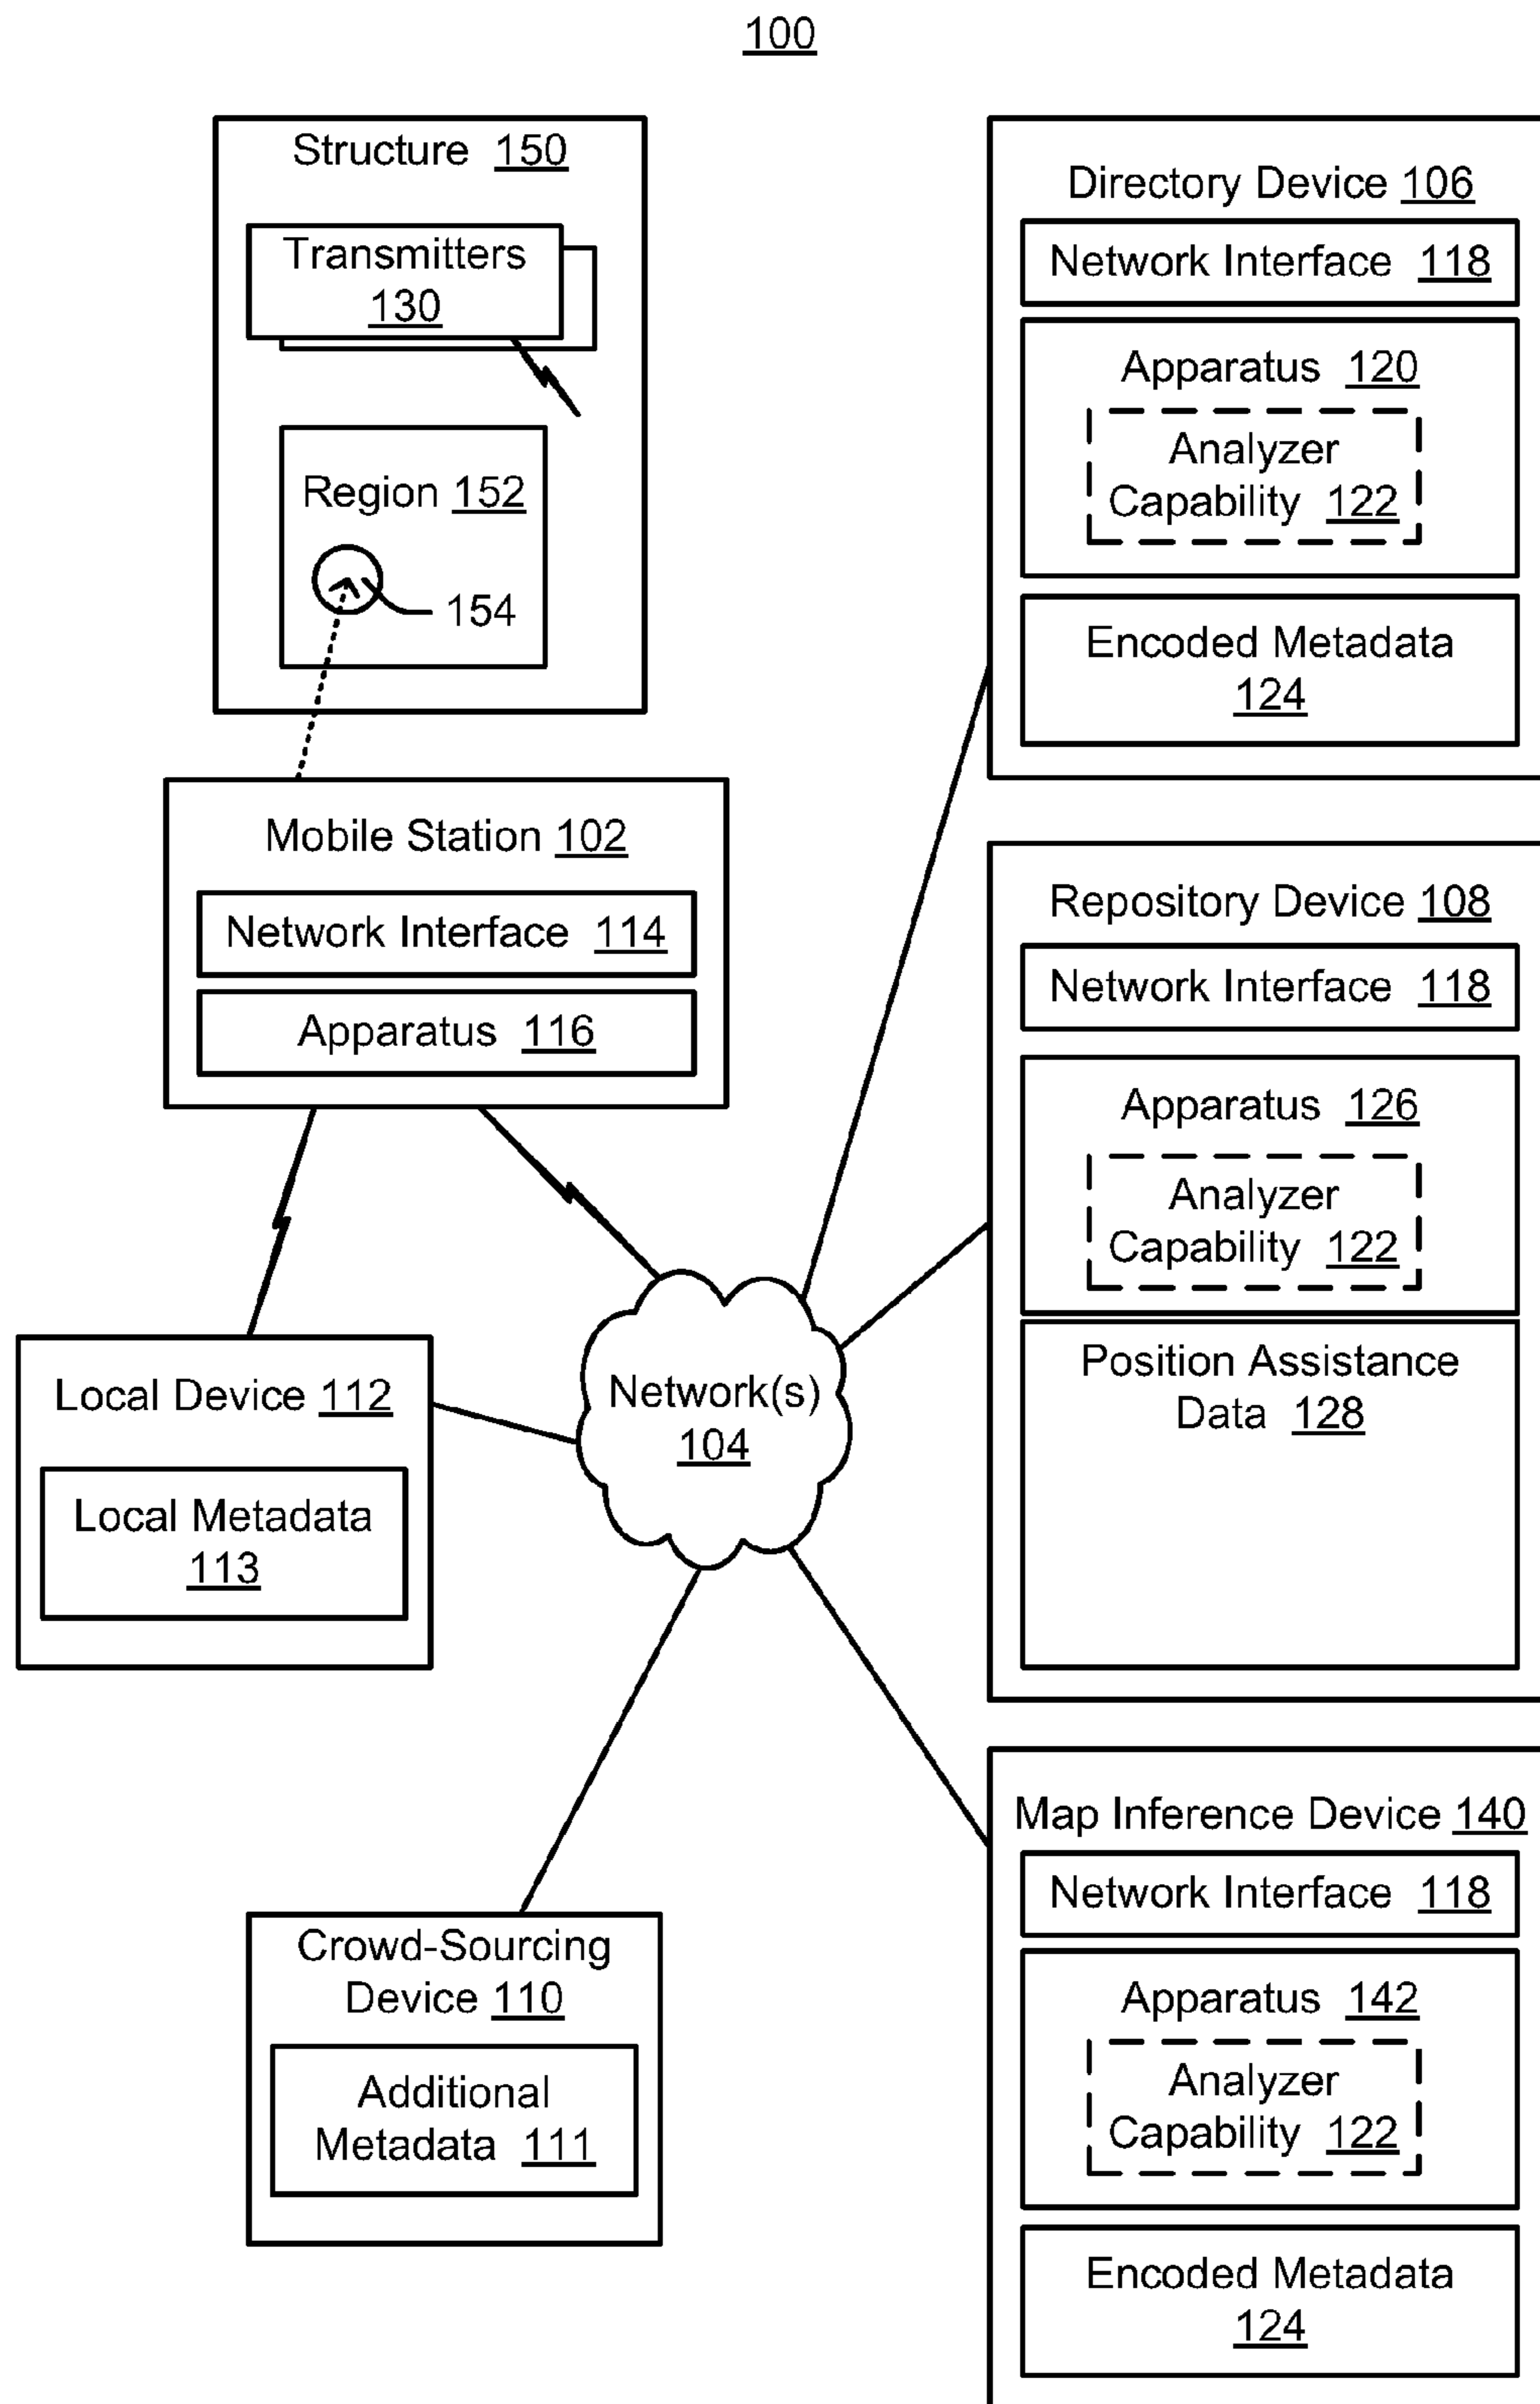 100
Structure 150
Transmitters
130
Region 152
154
Mobile Station 102
Network Interface 114
Apparatus 116
Local Device 112
Local Metadata
113
Network(s)
104
Crowd-Sourcing
Device 110
Additional
Metadata 111
Directory Device 106
Network Interface 118
Apparatus 120
Analyzer
Capability 122
Encoded Metadata
124
Repository Device 108
Network Interface 118
Apparatus 126
Analyzer
Capability 122
Position Assistance
Data 128
Map Inference Device 140
Network Interface 118
Apparatus 142
Analyzer
Capability 122
Encoded Metadata
124